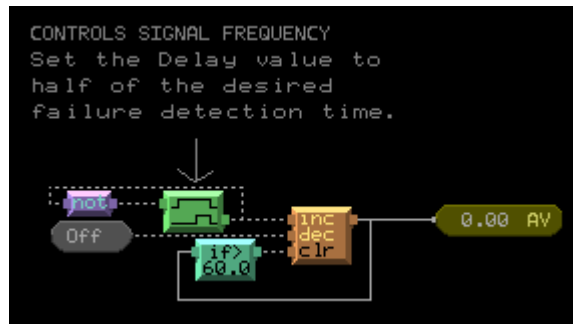 CONTROLS SIGNAL FREQUENCY
Set the Delay value to
half of the desired
failure detection time.
not
Off
inc
dec
clr
if>
60.0
0.00 AV